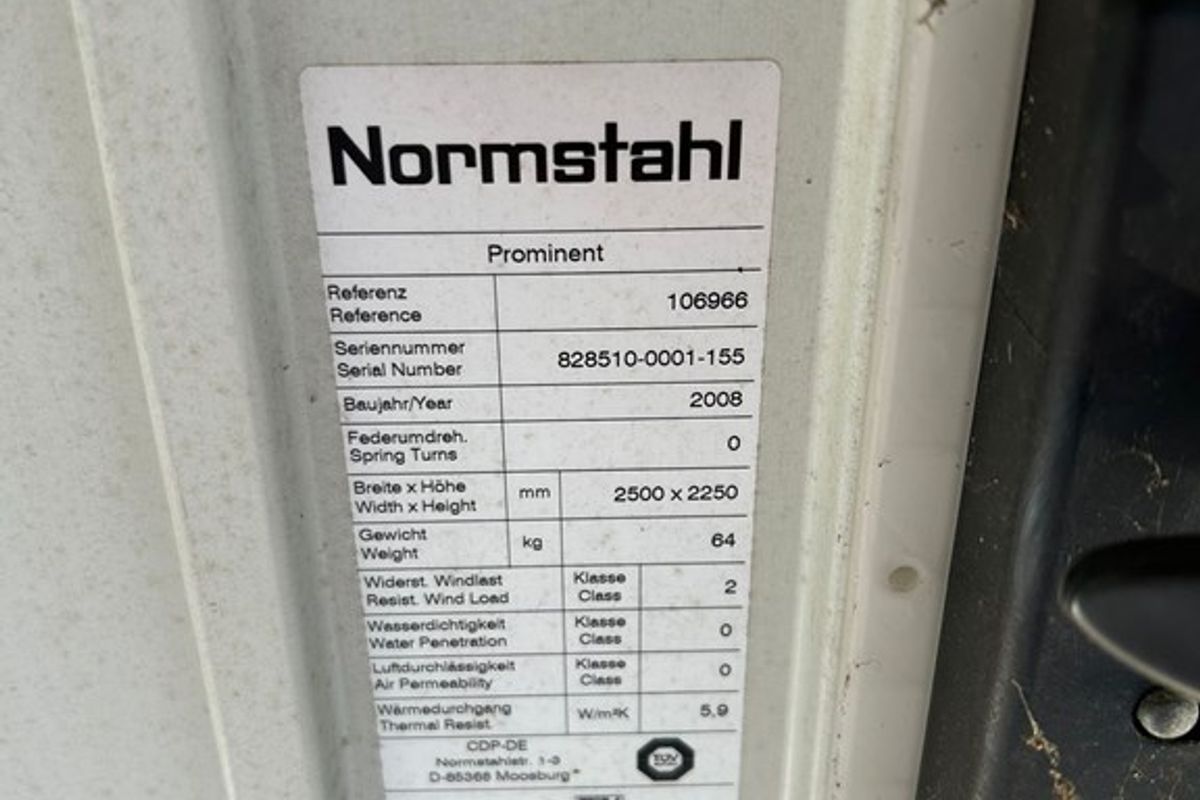 Normstahl
Prominent
Referenz
Reference
106966
Seriennummer
Serial Number
828510-0001-155
Baujahr/Year
2008
Federumdreh.
Spring Turns
0
Breite x Höhe
Width x Height
mm
2500 x 2250
Gewicht
Weight
kg
64
Widerst. Windlast
Resist. Wind Load
Klasse
Class
2
Wasserdichtigkeit
Water Penetration
Klasse
Class
0
Luftdurchlässigkeit
Air Permeability
Klasse
Class
0
Wärmedurchgang
Thermal Resist.
W/m²K
5,9
CDP-DE
Normstahlstr. 1-3
D-85368 Moosburg
TÜV